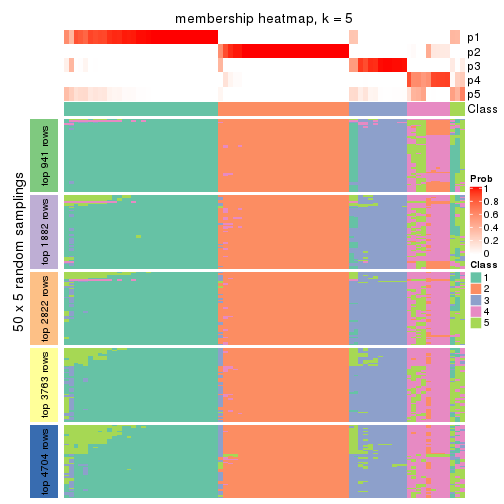 membership heatmap, k = 5
p1
p2
p3
p4
p5
Class
50 x 5 random samplings
top 941 rows
top 1882 rows
top 2822 rows
top 3763 rows
top 4704 rows
Prob
1
0.8
0.6
0.4
0.2
0
Class
1
2
3
4
5